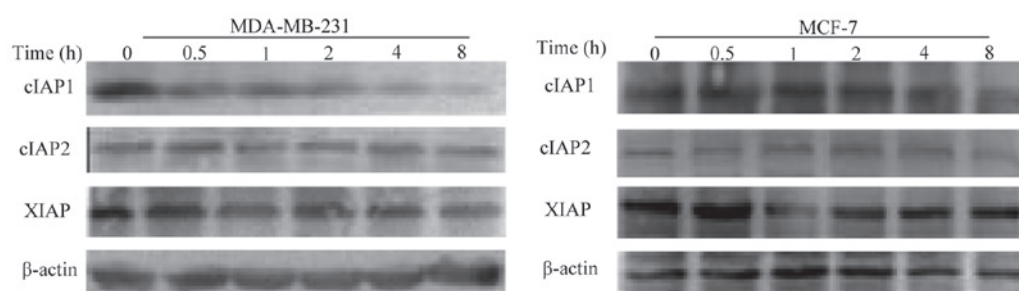 MDA-MB-231
Time (h) 0 0.5 1 2 4 8
cIAP1
cIAP2
XIAP
β-actin
MCF-7
Time (h) 0 0.5 1 2 4 8
cIAP1
cIAP2
XIAP
β-actin